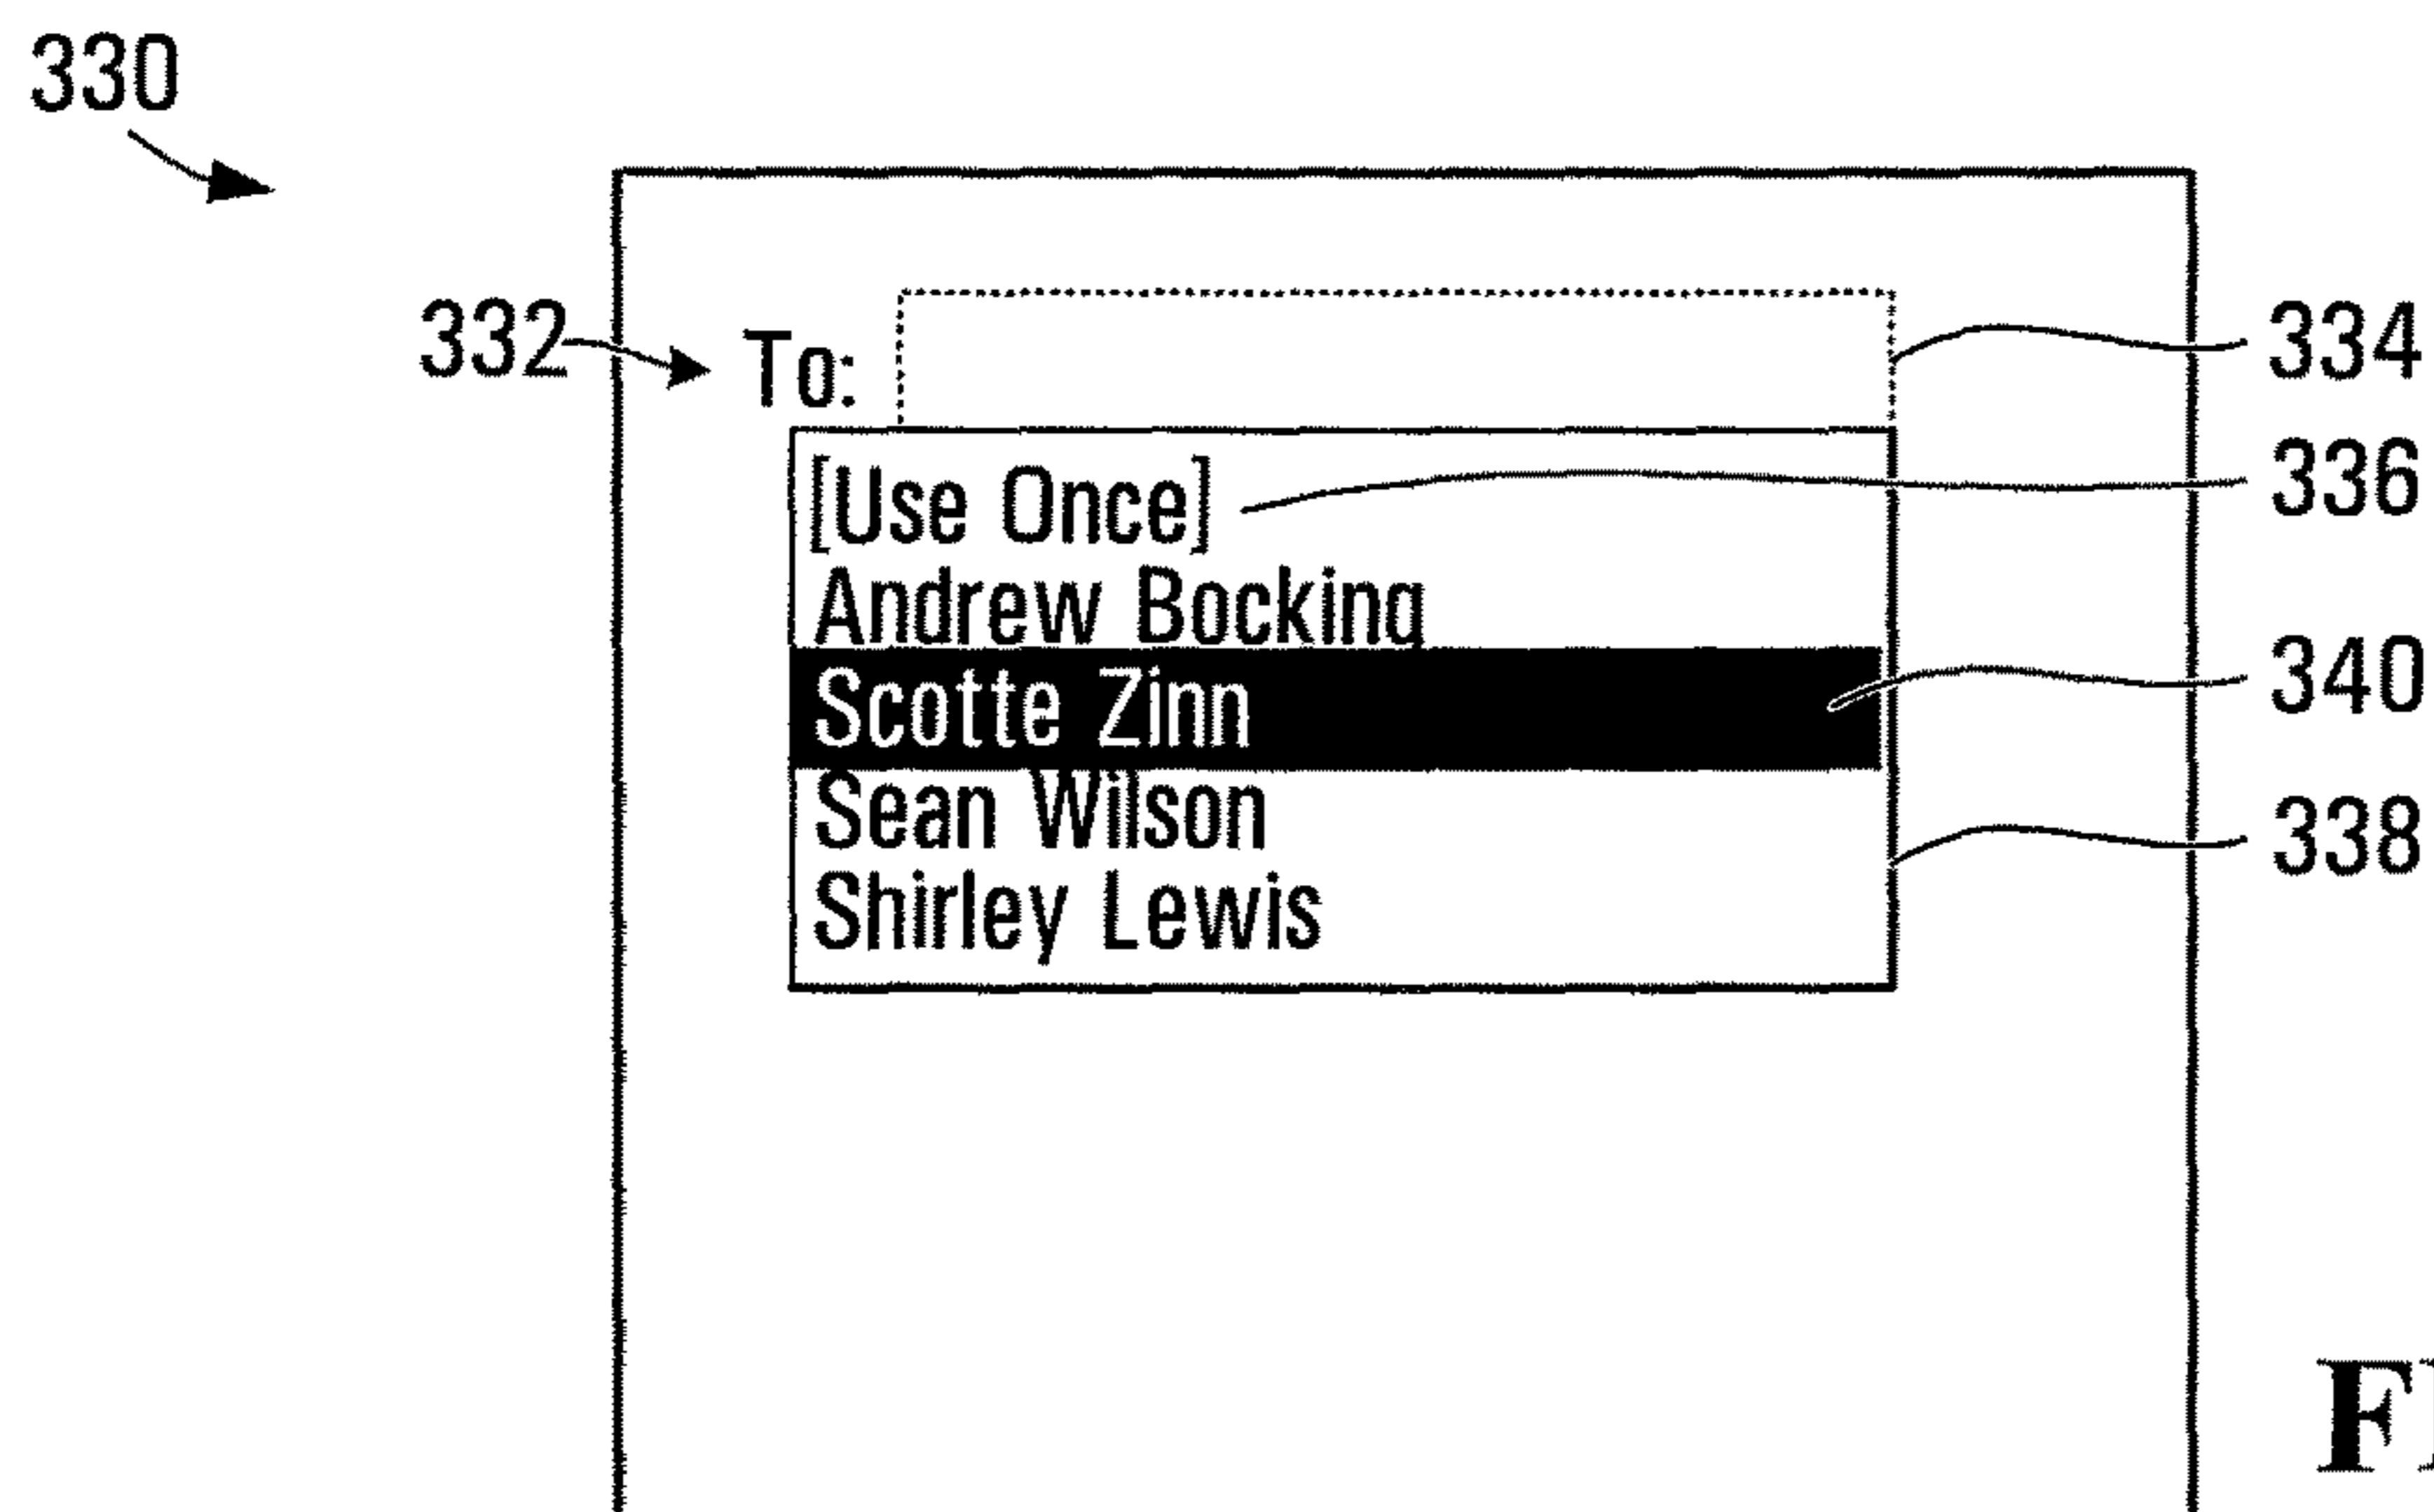 330
332 To: 334
[Use Once] 336
Andrew Bocking
Scotte Zinn 340
Sean Wilson 338
Shirley Lewis